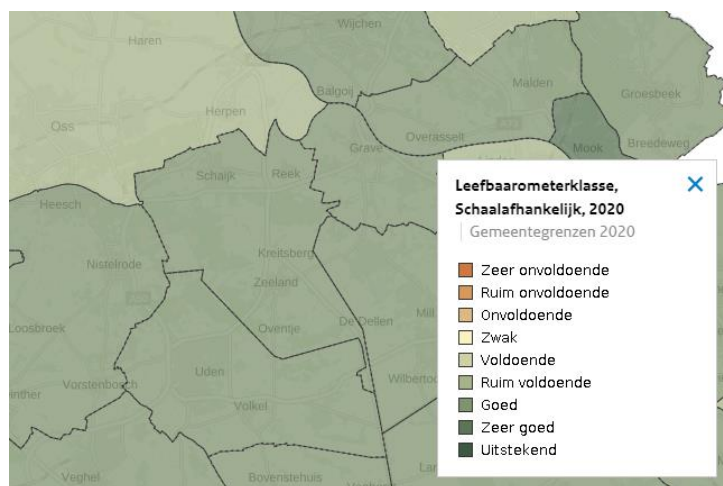 Wijchen
Haren
Malden
Balgoij
Groesbeek
Herpen
Oss
Overasselt
Grave
Mook
Breedeweg
Schaijk
Reek
Heesch
Kreitsberg
Nistelrode
Zeeland
Loosbroek
Oventje
De Dellen
Mill
Uden
Vorstenbosch
Volkel
Veghel
Bovenstehuis
Leefbaarometerklasse,
Schaalafhankelijk, 2020
Gemeentegrenzen 2020
Zeer onvoldoende
Ruim onvoldoende
Onvoldoende
Zwak
Voldoende
Ruim voldoende
Goed
Zeer goed
Uitstekend